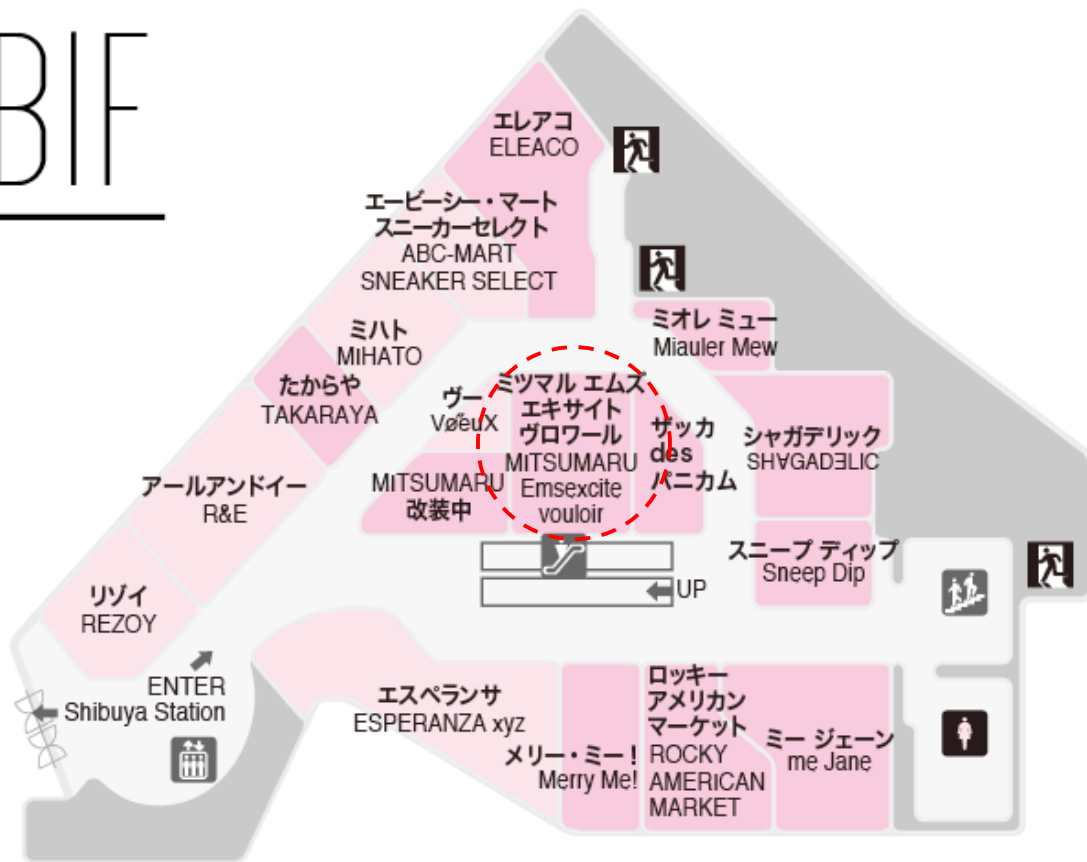 BIF
エレアコ
ELEACO
エービーシー・マート
スニーカーセレクト
ABC-MART
SNEAKER SELECT
ミハト
MIHATO
たからや
TAKARAYA
アールアンドイー
R&E
リゾイ
REZOY
ミオレ ミュー
Miauler Mew
ヴー
VøeuX
ミツマル エムズ
エキサイト
ヴロワール
MITSUMARU
Emsexcite
vouloir
MITSUMARU
改装中
ザッカ
des
パニカム
シャガデリック
SH∀GADƎLIC
スニープ ディップ
Sneep Dip
UP
ENTER
Shibuya Station
エスペランサ
ESPERANZA xyz
メリー・ミー!
Merry Me!
ロッキー
アメリカン
マーケット
ROCKY
AMERICAN
MARKET
ミー ジェーン
me Jane